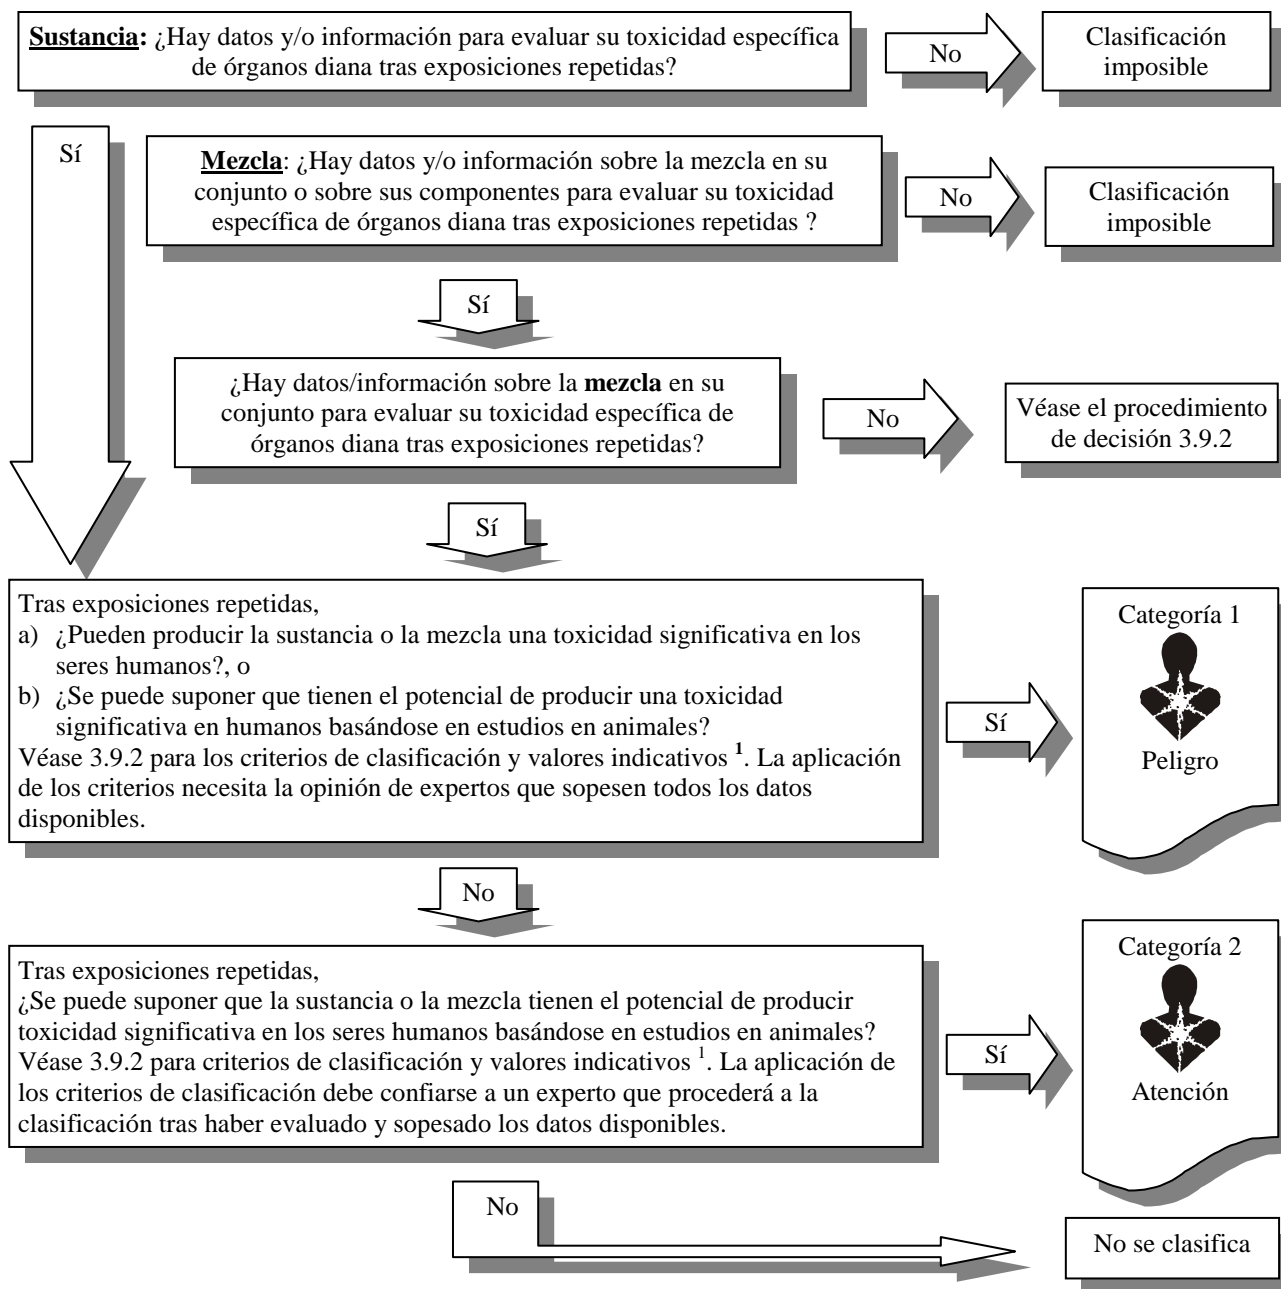 Sustancia: ¿Hay datos y/o información para evaluar su toxicidad específica
de órganos diana tras exposiciones repetidas?
No
Clasificación
imposible
Sí
Mezcla: ¿Hay datos y/o información sobre la mezcla en su
conjunto o sobre sus componentes para evaluar su toxicidad
específica de órganos diana tras exposiciones repetidas ?
No
Clasificación
imposible
Sí
¿Hay datos/información sobre la mezcla en su
conjunto para evaluar su toxicidad específica de
órganos diana tras exposiciones repetidas?
No
Véase el procedimiento
de decisión 3.9.2
Sí
Tras exposiciones repetidas,
a) ¿Pueden producir la sustancia o la mezcla una toxicidad significativa en los
seres humanos?, o
b) ¿Se puede suponer que tienen el potencial de producir una toxicidad
significativa en humanos basándose en estudios en animales?
Véase 3.9.2 para los criterios de clasificación y valores indicativos 1. La aplicación
de los criterios necesita la opinión de expertos que sopesen todos los datos
disponibles.
Sí
Categoría 1
Peligro
No
Tras exposiciones repetidas,
¿Se puede suponer que la sustancia o la mezcla tienen el potencial de producir
toxicidad significativa en los seres humanos basándose en estudios en animales?
Véase 3.9.2 para criterios de clasificación y valores indicativos 1. La aplicación de
los criterios de clasificación debe confiarse a un experto que procederá a la
clasificación tras haber evaluado y sopesado los datos disponibles.
Sí
Categoría 2
Atención
No
No se clasifica